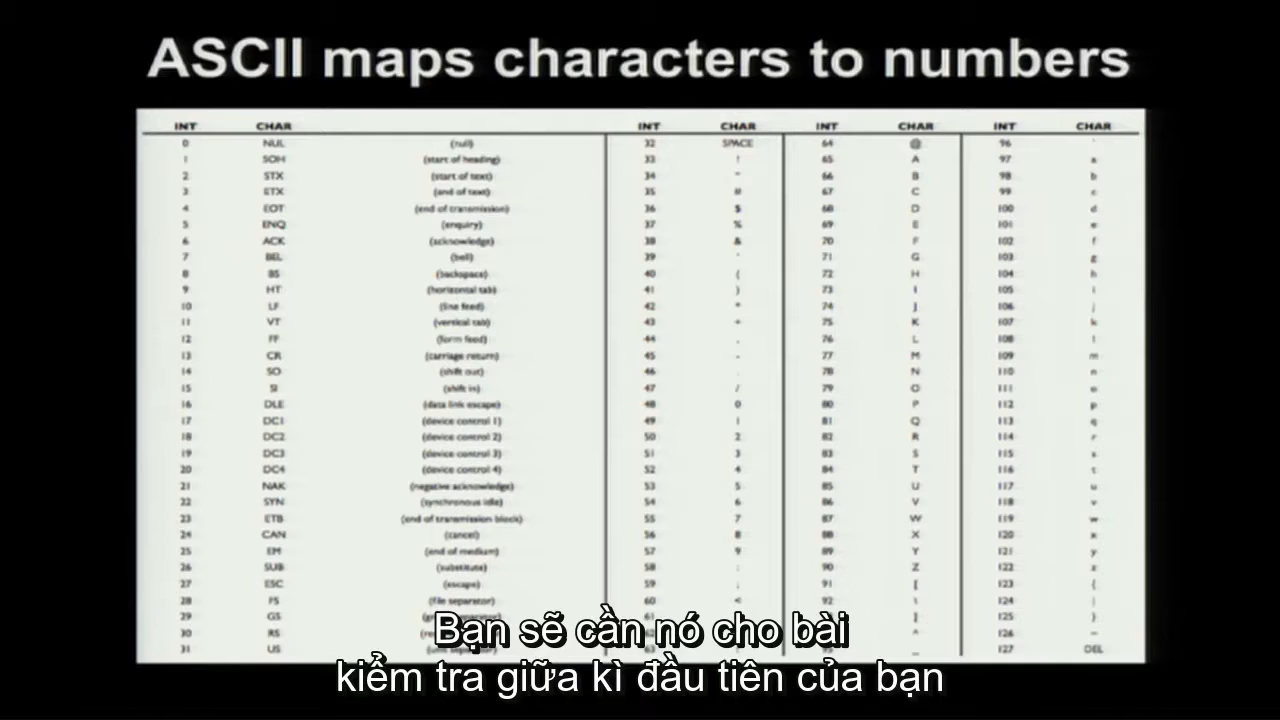 ASCII maps characters to numbers
INT CHAR INT CHAR INT CHAR INT CHAR
0 NUL (null) 32 SPACE 64 @ 96 `
1 SOH (start of heading) 33 ! 65 A 97 a
2 STX (start of text) 34 " 66 B 98 b
3 ETX (end of text) 35 # 67 C 99 c
4 EOT (end of transmission) 36 $ 68 D 100 d
5 ENQ (enquiry) 37 % 69 E 101 e
6 ACK (acknowledge) 38 & 70 F 102 f
7 BEL (bell) 39 ' 71 G 103 g
8 BS (backspace) 40 ( 72 H 104 h
9 HT (horizontal tab) 41 ) 73 I 105 i
10 LF (line feed) 42 * 74 J 106 j
11 VT (vertical tab) 43 + 75 K 107 k
12 FF (form feed) 44 , 76 L 108 l
13 CR (carriage return) 45 - 77 M 109 m
14 SO (shift out) 46 . 78 N 110 n
15 SI (shift in) 47 / 79 O 111 o
16 DLE (data link escape) 48 0 80 P 112 p
17 DC1 (device control 1) 49 1 81 Q 113 q
18 DC2 (device control 2) 50 2 82 R 114 r
19 DC3 (device control 3) 51 3 83 S 115 s
20 DC4 (device control 4) 52 4 84 T 116 t
21 NAK (negative acknowledge) 53 5 85 U 117 u
22 SYN (synchronous idle) 54 6 86 V 118 v
23 ETB (end of transmission block) 55 7 87 W 119 w
24 CAN (cancel) 56 8 88 X 120 x
25 EM (end of medium) 57 9 89 Y 121 y
26 SUB (substitute) 58 : 90 Z 122 z
27 ESC (escape) 59 ; 91 [ 123 {
28 FS (file separator) 60 < 92 \ 124 |
29 GS 61 ] 125 }
30 RS ^ 126 ~
31 US _ 127 DEL
Bạn sẽ cần nó cho bài
kiểm tra giữa kì đầu tiên của bạn